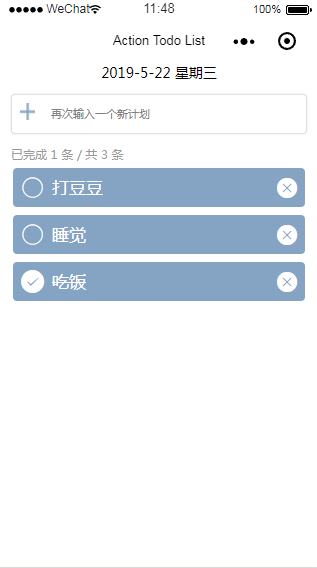 WeChat 11:48 100%
Action Todo List
2019-5-22 星期三
再次输入一个新计划
已完成 1 条 / 共 3 条
打豆豆
睡觉
吃饭